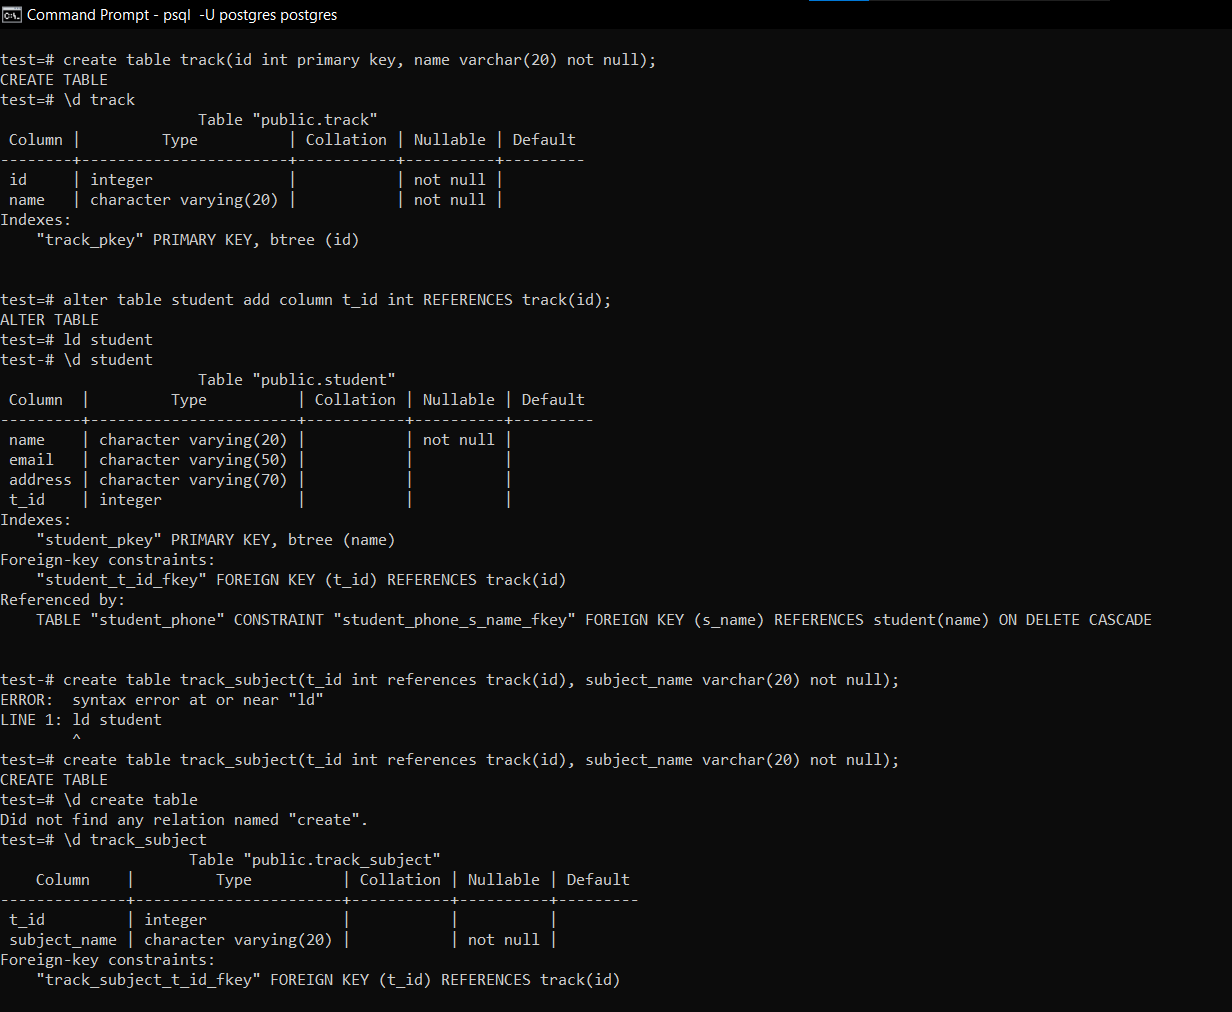 Command Prompt - psql  -U postgres postgres
test=# create table track(id int primary key, name varchar(20) not null);
CREATE TABLE
test=# \d track
                      Table "public.track"
 Column |         Type          | Collation | Nullable | Default
--------+-----------------------+-----------+----------+---------
 id     | integer               |           | not null |
 name   | character varying(20) |           | not null |
Indexes:
    "track_pkey" PRIMARY KEY, btree (id)
test=# alter table student add column t_id int REFERENCES track(id);
ALTER TABLE
test=# ld student
test-# \d student
                      Table "public.student"
 Column  |         Type          | Collation | Nullable | Default
---------+-----------------------+-----------+----------+---------
 name    | character varying(20) |           | not null |
 email   | character varying(50) |           |          |
 address | character varying(70) |           |          |
 t_id    | integer               |           |          |
Indexes:
    "student_pkey" PRIMARY KEY, btree (name)
Foreign-key constraints:
    "student_t_id_fkey" FOREIGN KEY (t_id) REFERENCES track(id)
Referenced by:
    TABLE "student_phone" CONSTRAINT "student_phone_s_name_fkey" FOREIGN KEY (s_name) REFERENCES student(name) ON DELETE CASCADE
test-# create table track_subject(t_id int references track(id), subject_name varchar(20) not null);
ERROR:  syntax error at or near "ld"
LINE 1: ld student
        ^
test=# create table track_subject(t_id int references track(id), subject_name varchar(20) not null);
CREATE TABLE
test=# \d create table
Did not find any relation named "create".
test=# \d track_subject
                     Table "public.track_subject"
    Column    |         Type          | Collation | Nullable | Default
--------------+-----------------------+-----------+----------+---------
 t_id         | integer               |           |          |
 subject_name | character varying(20) |           | not null |
Foreign-key constraints:
    "track_subject_t_id_fkey" FOREIGN KEY (t_id) REFERENCES track(id)